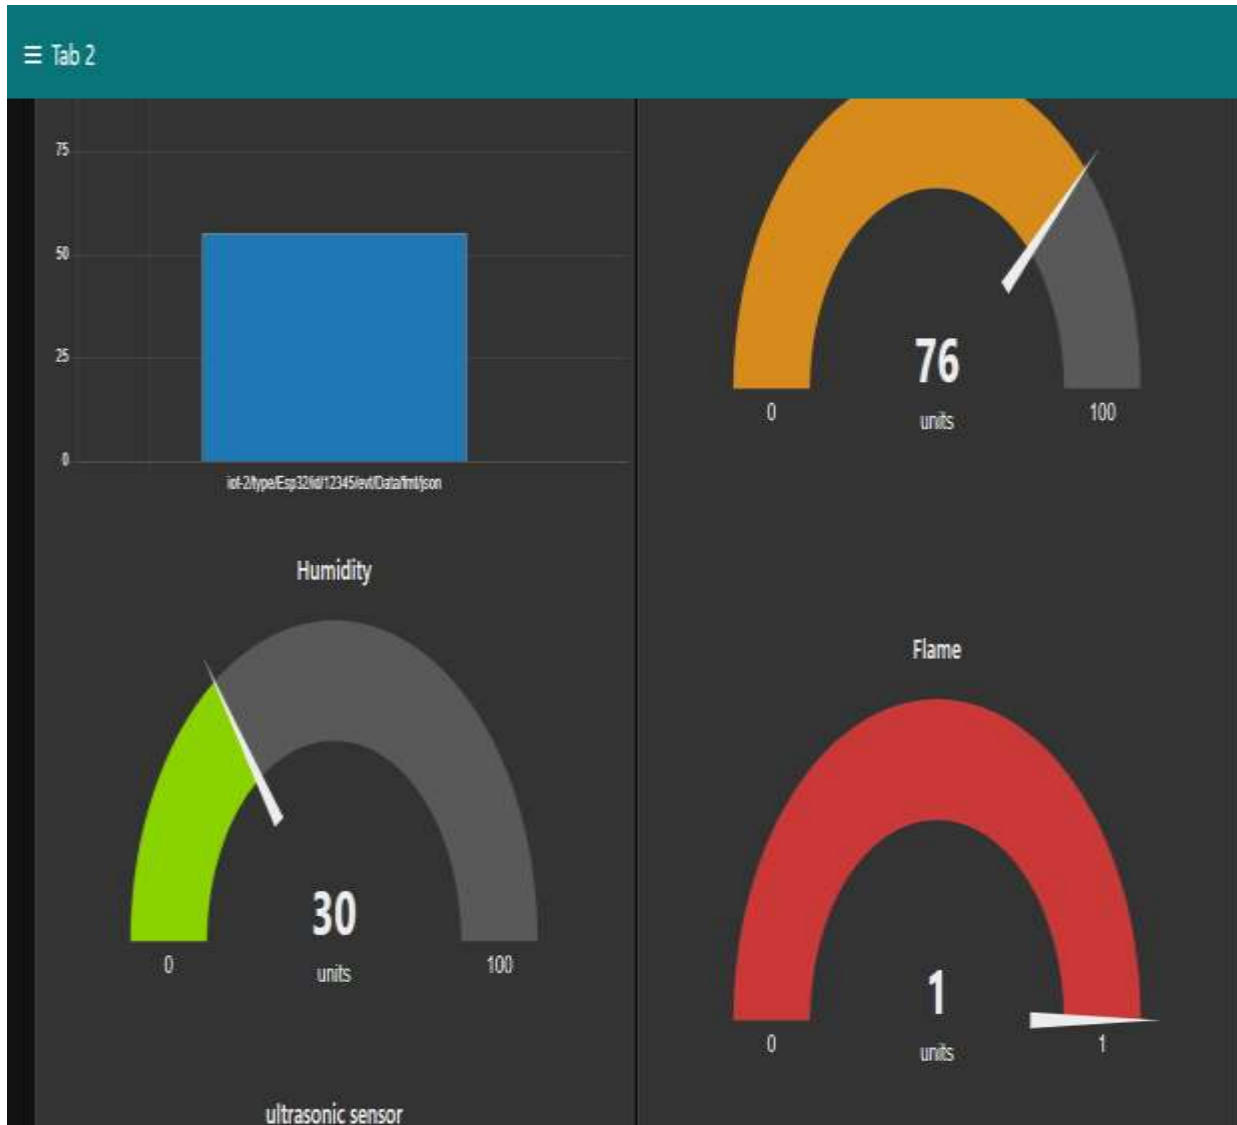 ☰ Tab 2
75
50
25
0
iot-2/type/Esp32/id/12345/evt/Data/fmt/json
Humidity
30
units
0 100
ultrasonic sensor
76
units
0 100
Flame
1
units
0 1